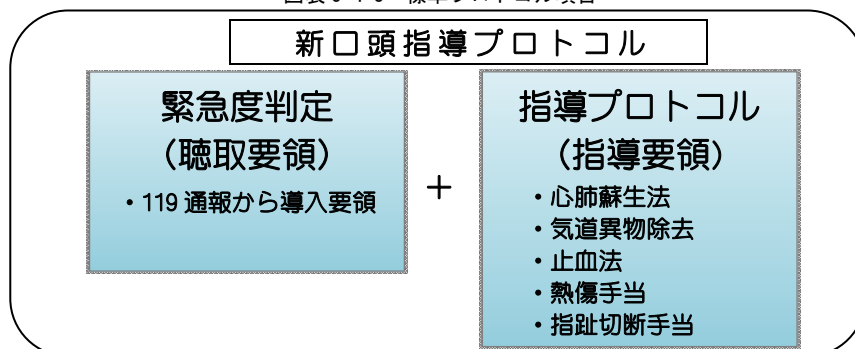 新口頭指導プロトコル
緊急度判定
(聴取要領)
・119 通報から導入要領
+
指導プロトコル
(指導要領)
・心肺蘇生法
・気道異物除去
・止血法
・熱傷手当
・指趾切断手当